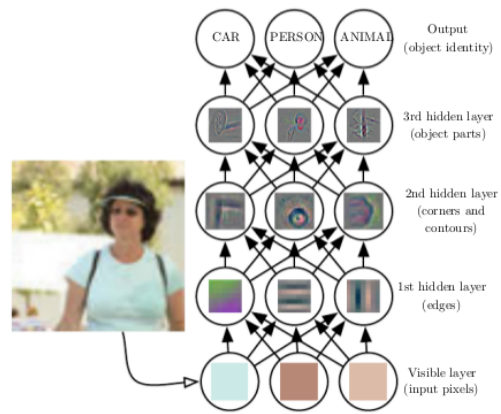 CAR
PERSON
ANIMAL
Output
(object identity)
3rd hidden layer
(object parts)
2nd hidden layer
(corners and
contours)
1st hidden layer
(edges)
Visible layer
(input pixels)